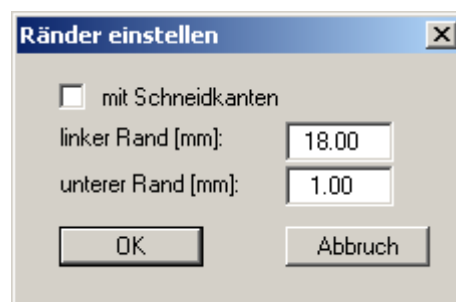 Ränder einstellen
mit Schneidkanten
linker Rand [mm]: 18.00
unterer Rand [mm]: 1.00
OK Abbruch